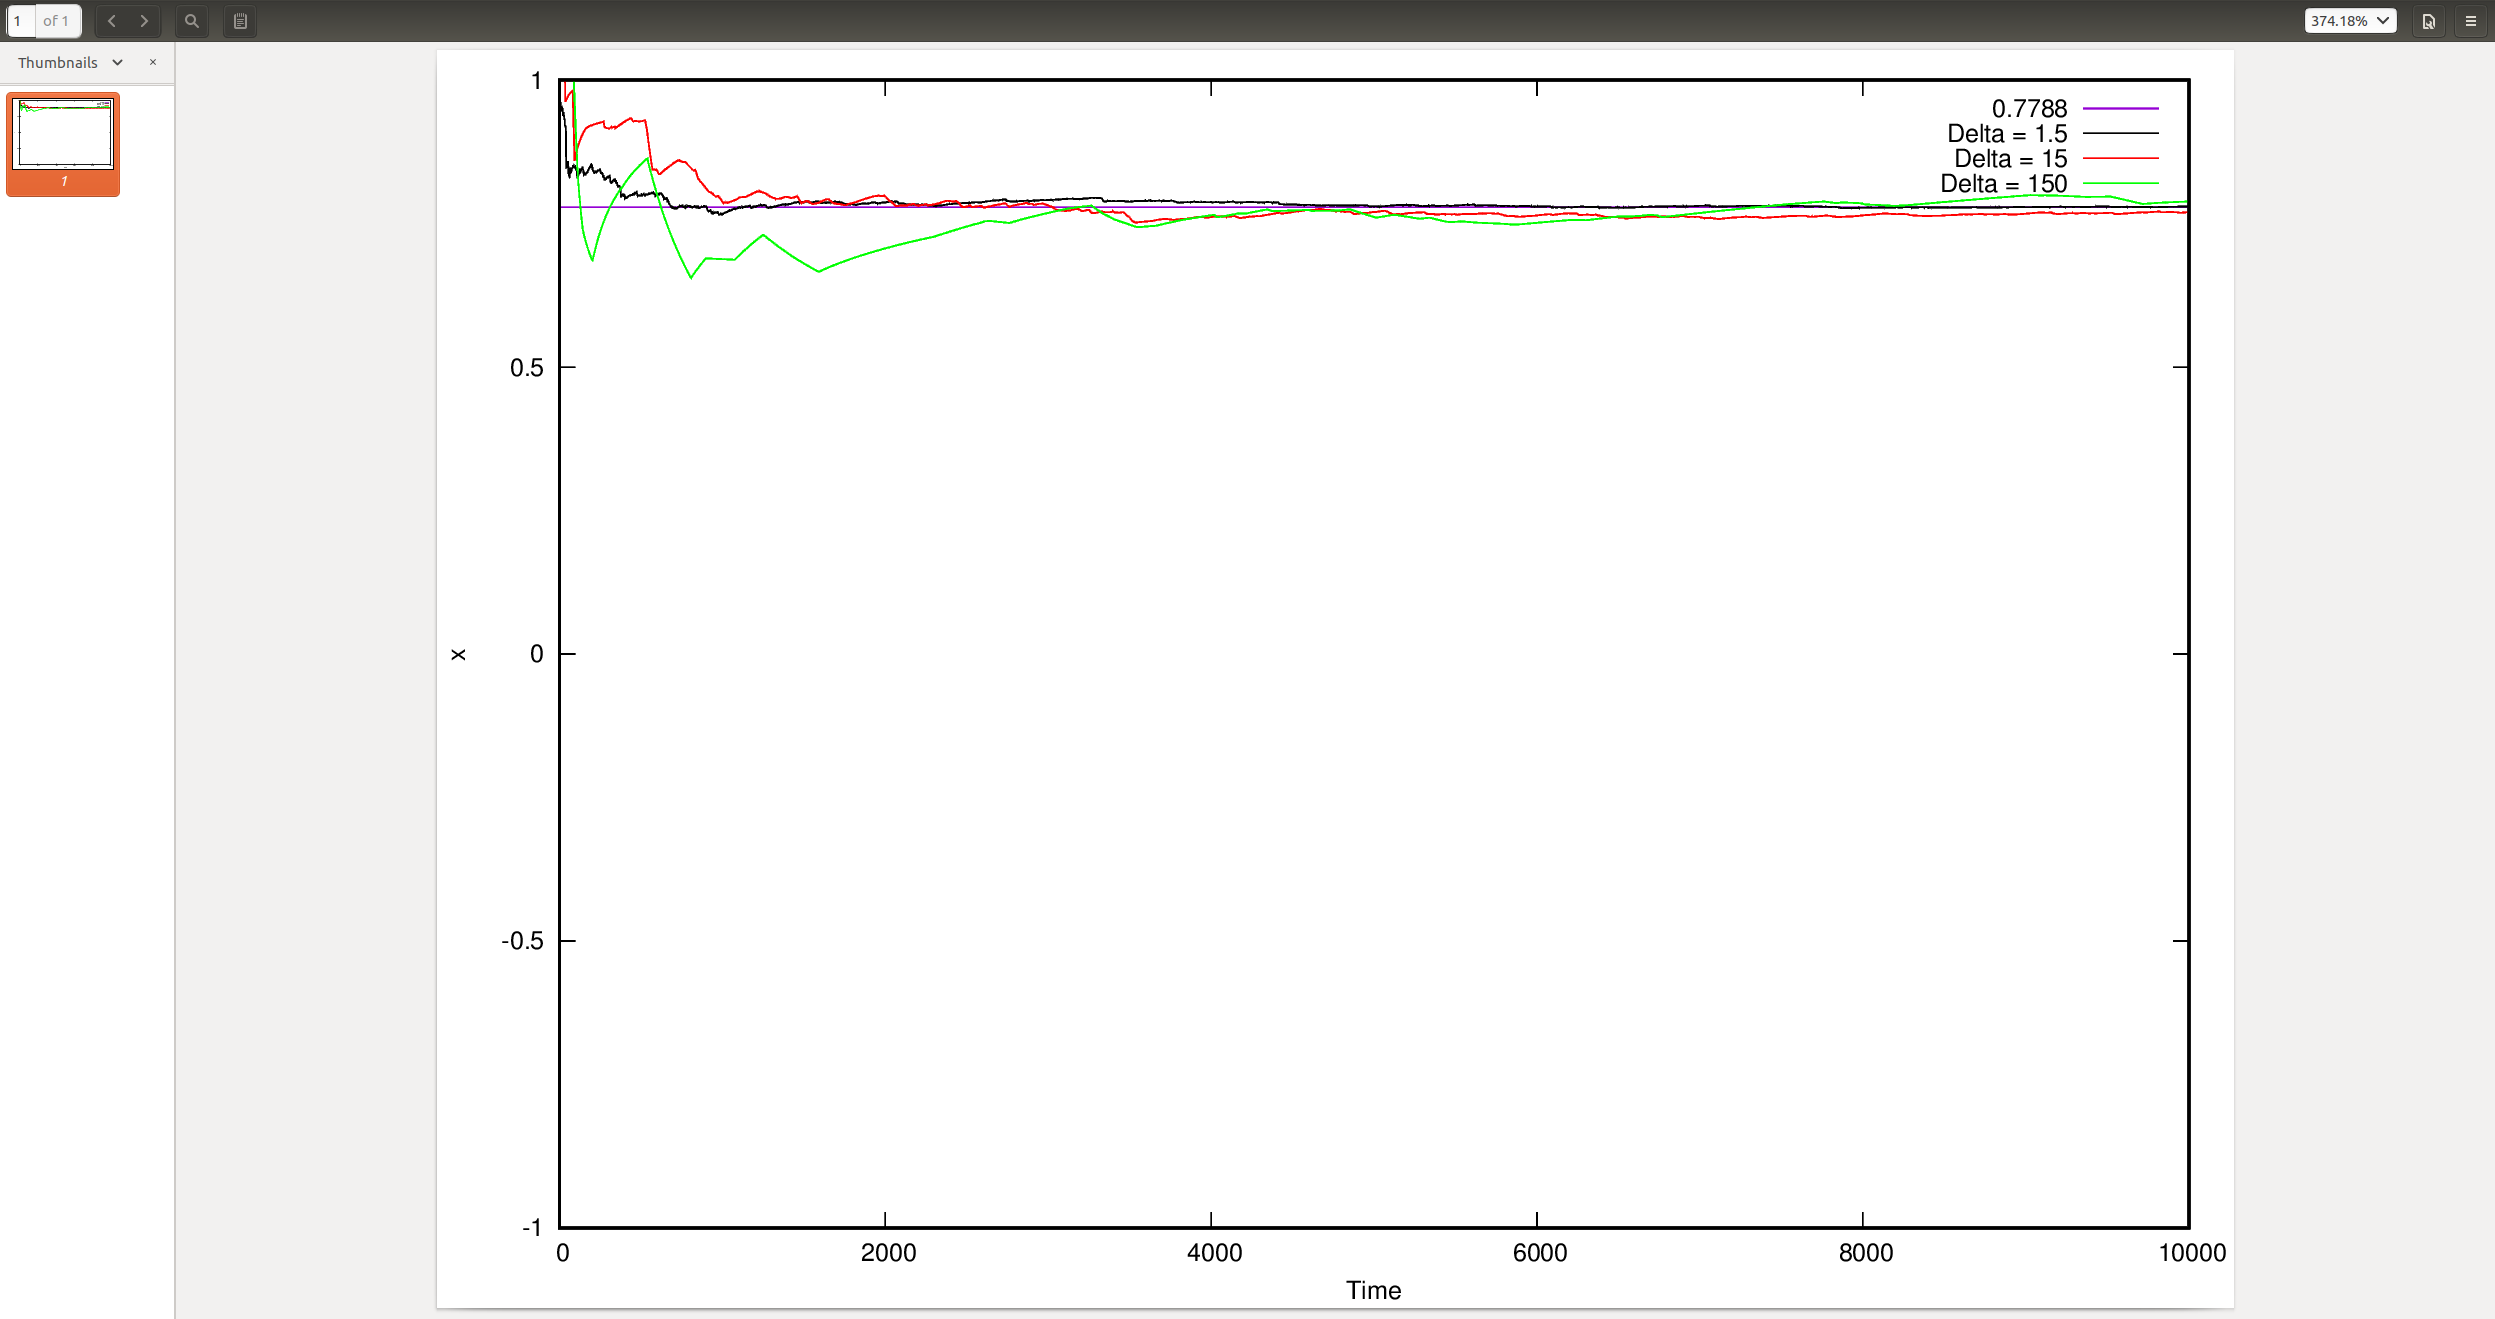 1 of 1
374.18%
Thumbnails
1
0.7788
Delta = 1.5
Delta = 15
Delta = 150
1
0.5
0
-0.5
-1
x
0 2000 4000 6000 8000 10000
Time